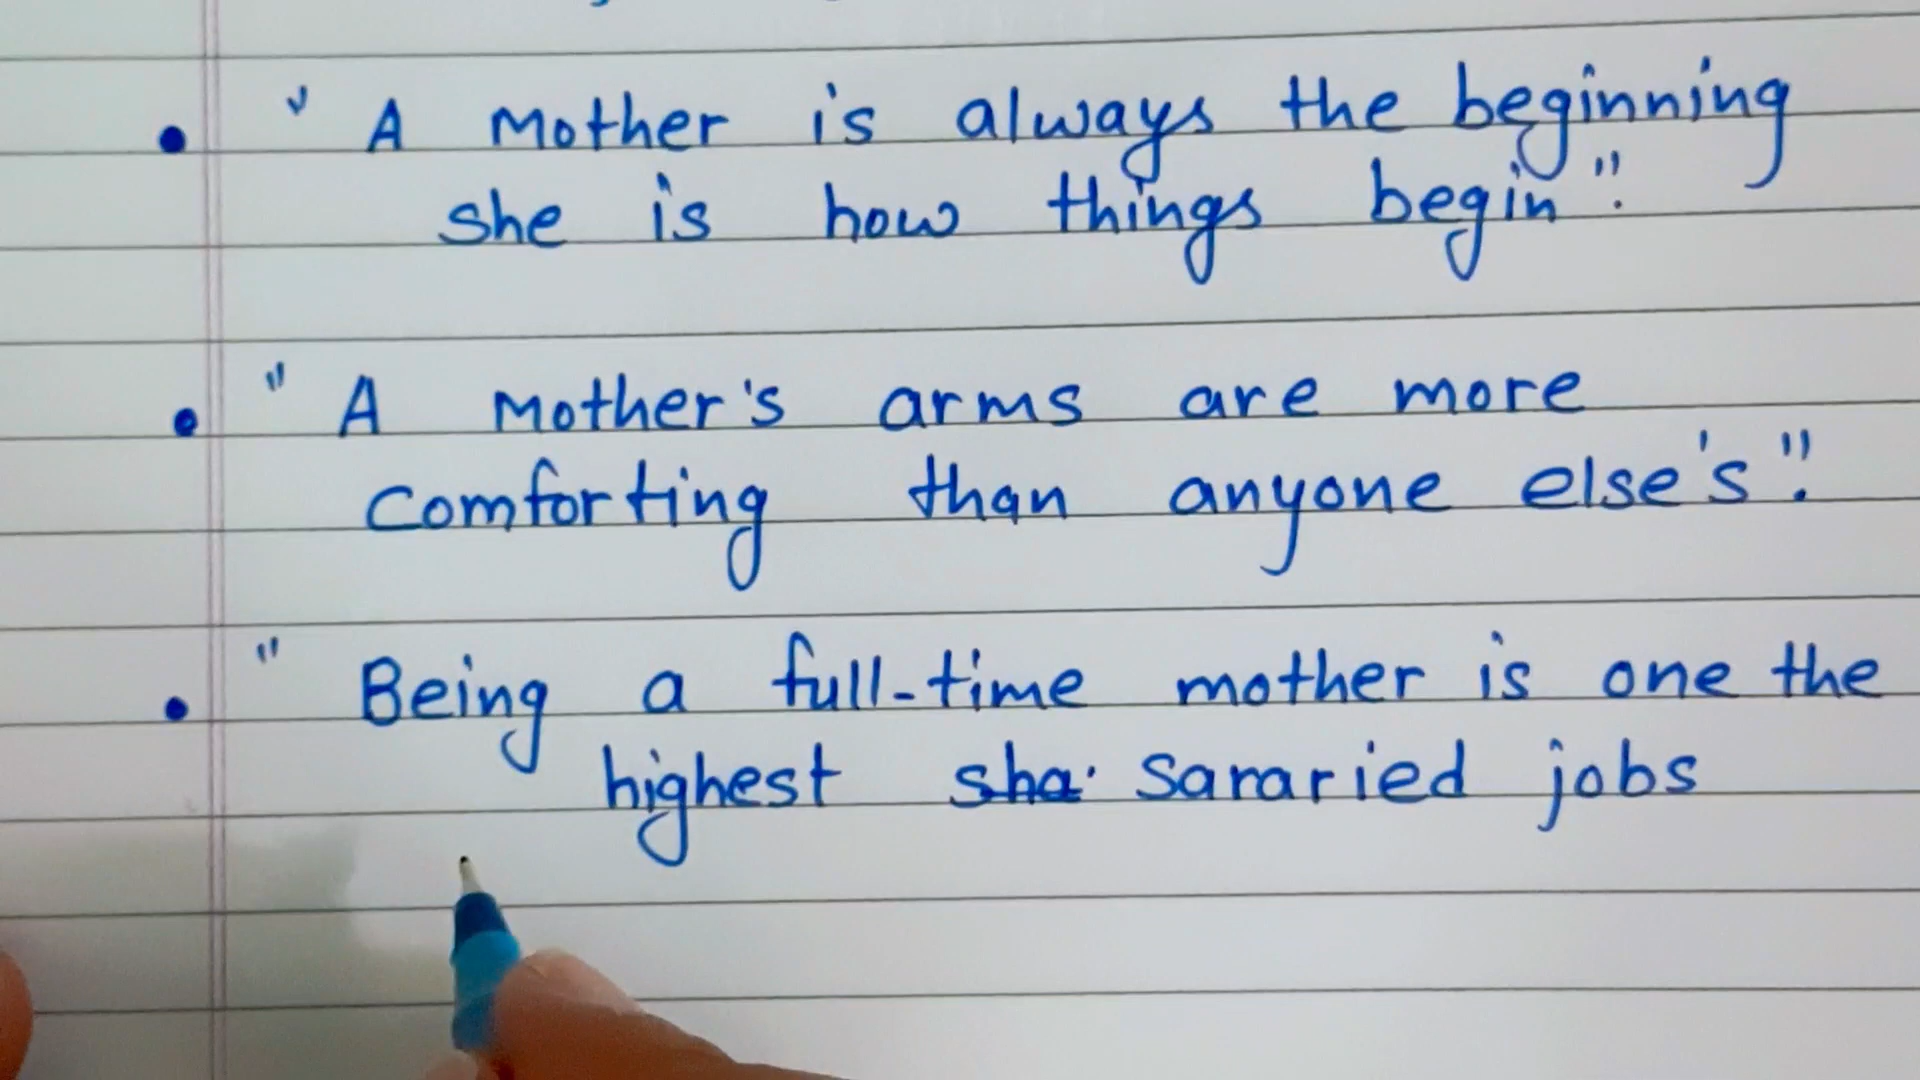 • "A Mother is always the beginning
she is how things begin".
• "A Mother's arms are more
comforting than anyone else's".
• "Being a full-time mother is one the
highest sha sararied jobs